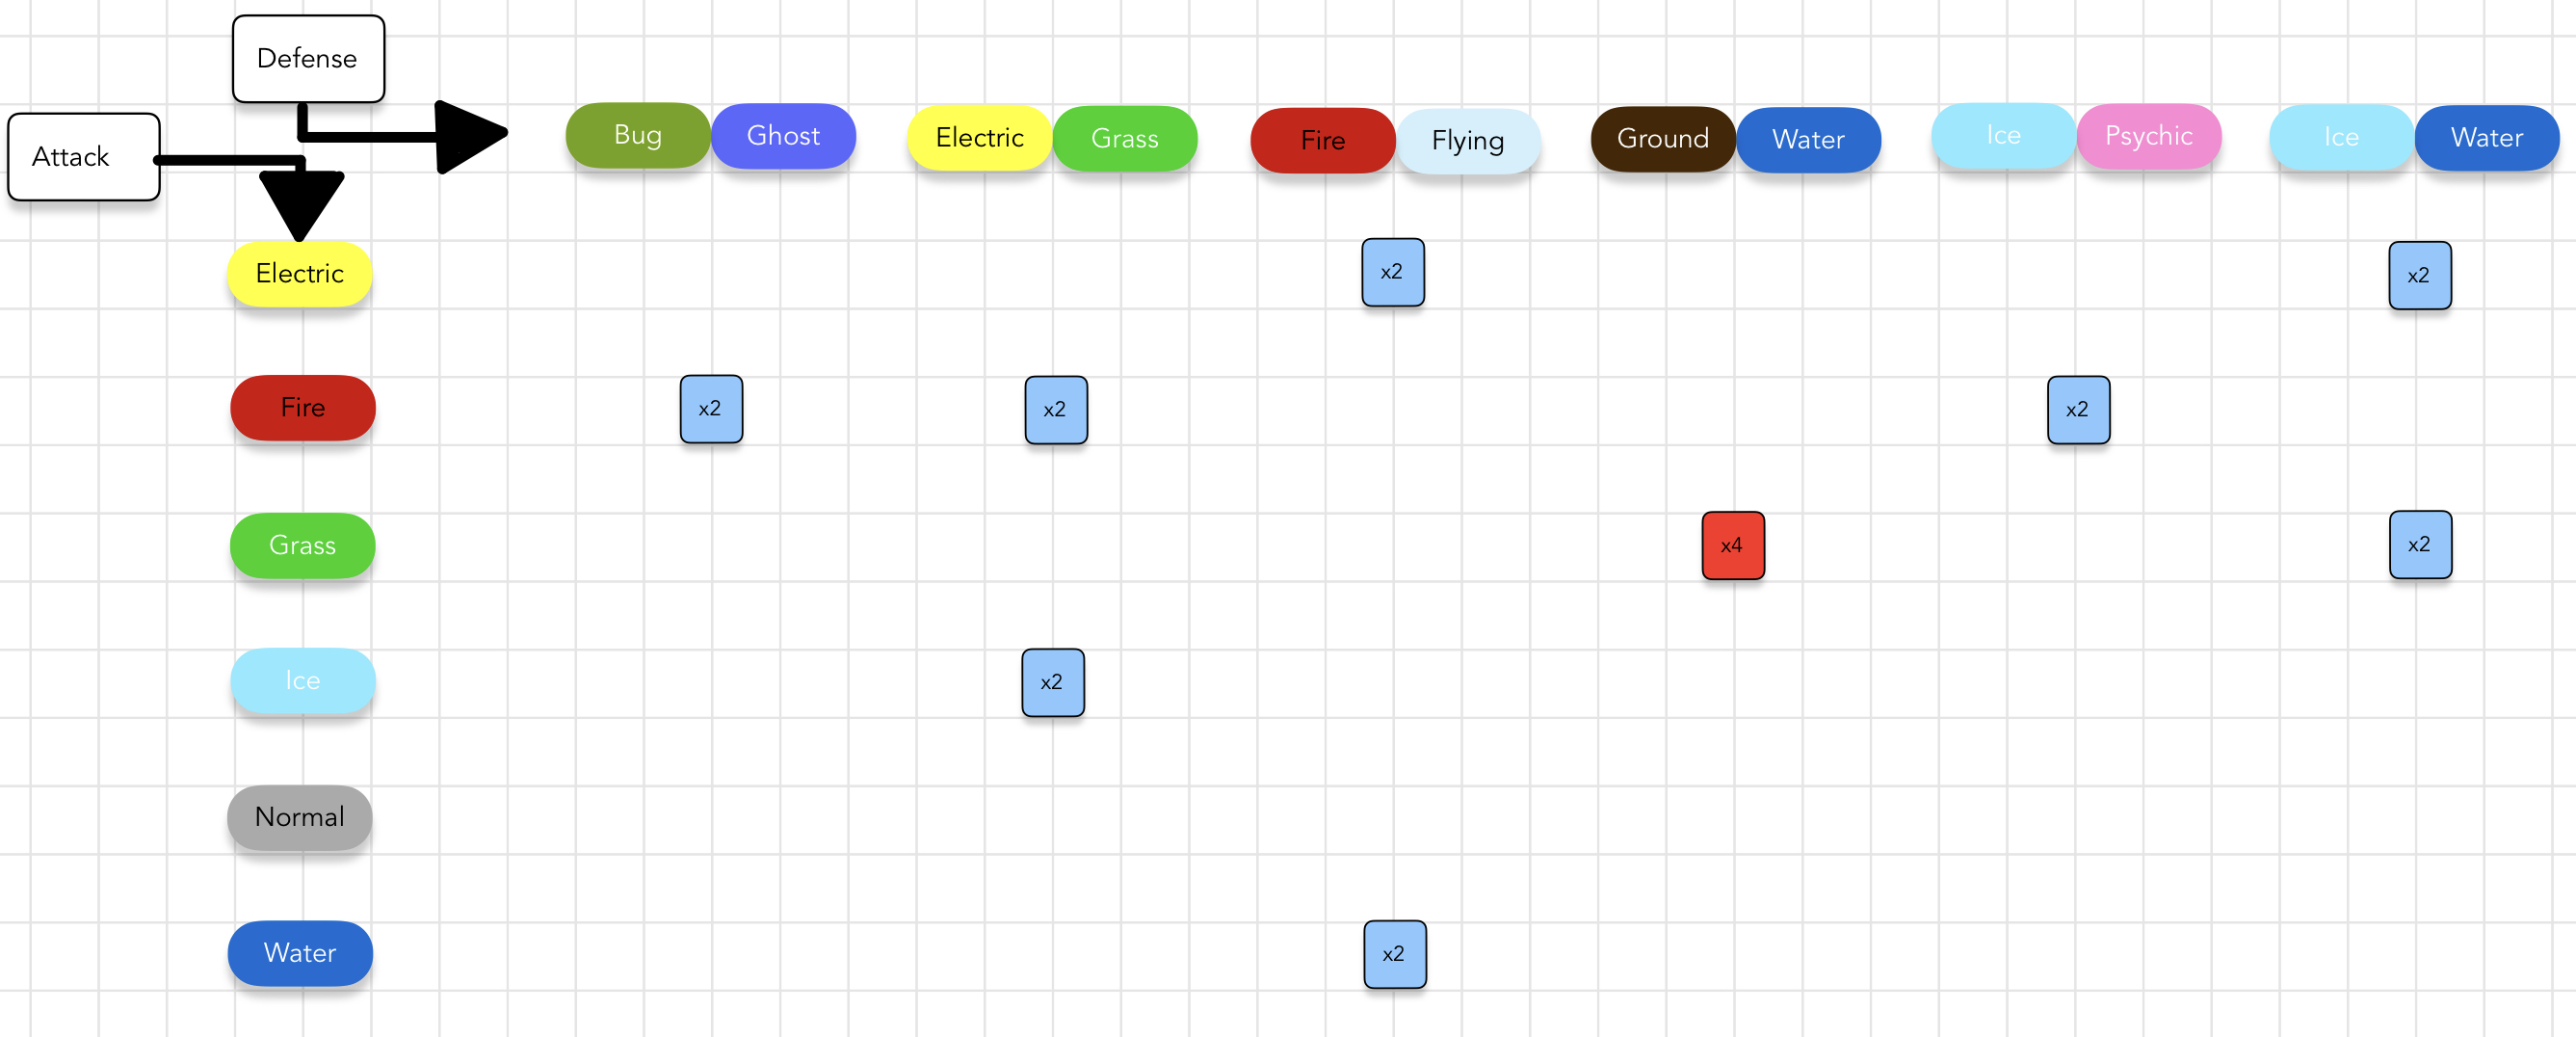 Defense
Attack
Bug Ghost Electric Grass Fire Flying Ground Water Ice Psychic Ice Water
Electric x2 x2
Fire x2 x2 x2
Grass x4 x2
Ice x2
Normal
Water x2